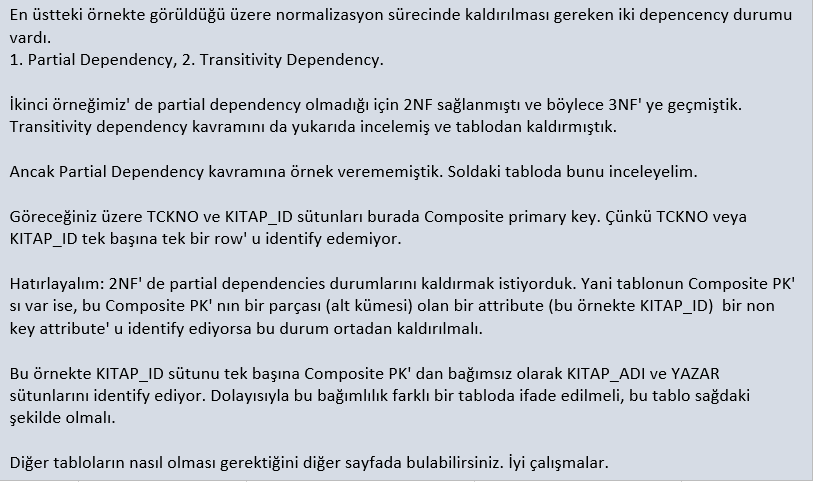 En üstteki örnekte görüldüğü üzere normalizasyon sürecinde kaldırılması gereken iki depencency durumu
vardı.
1. Partial Dependency, 2. Transitivity Dependency.
İkinci örneğimiz' de partial dependency olmadığı için 2NF sağlanmıştı ve böylece 3NF' ye geçmiştik.
Transitivity dependency kavramını da yukarıda incelemiş ve tablodan kaldırmıştık.
Ancak Partial Dependency kavramına örnek verememiştik. Soldaki tabloda bunu inceleyelim.
Göreceğiniz üzere TCKNO ve KITAP_ID sütunları burada Composite primary key. Çünkü TCKNO veya
KITAP_ID tek başına tek bir row' u identify edemiyor.
Hatırlayalım: 2NF' de partial dependencies durumlarını kaldırmak istiyorduk. Yani tablonun Composite PK'
sı var ise, bu Composite PK' nın bir parçası (alt kümesi) olan bir attribute (bu örnekte KITAP_ID)  bir non
key attribute' u identify ediyorsa bu durum ortadan kaldırılmalı.
Bu örnekte KITAP_ID sütunu tek başına Composite PK' dan bağımsız olarak KITAP_ADI ve YAZAR
sütunlarını identify ediyor. Dolayısıyla bu bağımlılık farklı bir tabloda ifade edilmeli, bu tablo sağdaki
şekilde olmalı.
Diğer tabloların nasıl olması gerektiğini diğer sayfada bulabilirsiniz. İyi çalışmalar.